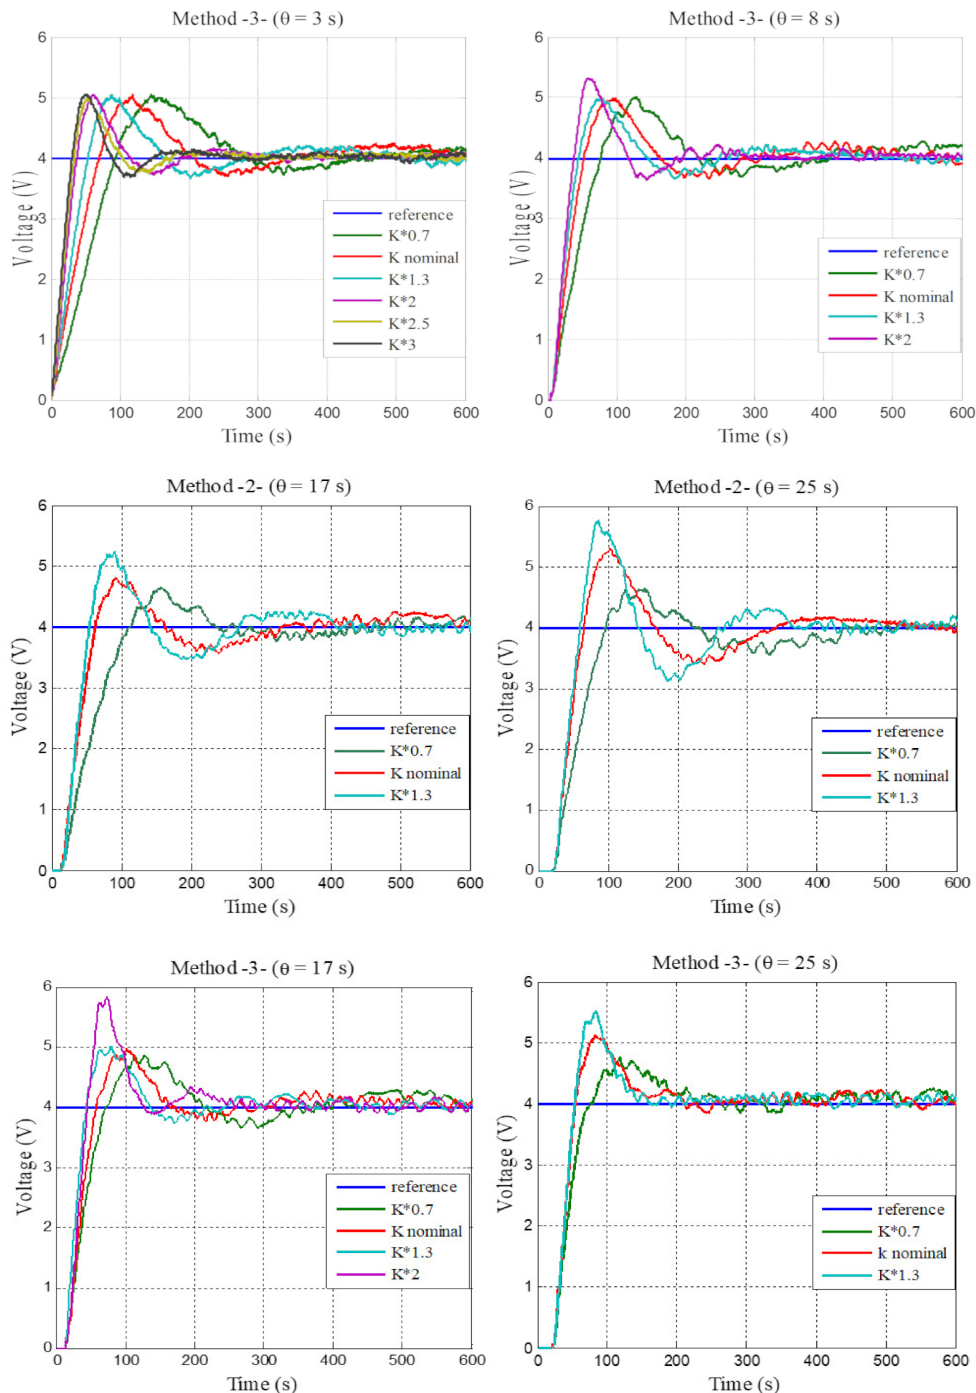 Method -3- (θ = 3 s)
6
5
4
3
2
1
0
Voltage (V)
reference
K*0.7
K nominal
K*1.3
K*2
K*2.5
K*3
0 100 200 300 400 500 600
Time (s)
Method -3- (θ = 8 s)
6
5
4
3
2
1
0
Voltage (V)
reference
K*0.7
K nominal
K*1.3
K*2
0 100 200 300 400 500 600
Time (s)
Method -2- (θ = 17 s)
6
5
4
3
2
1
0
Voltage (V)
reference
K*0.7
K nominal
K*1.3
0 100 200 300 400 500 600
Time (s)
Method -2- (θ = 25 s)
6
5
4
3
2
1
0
Voltage (V)
reference
K*0.7
K nominal
K*1.3
0 100 200 300 400 500 600
Time (s)
Method -3- (θ = 17 s)
6
5
4
3
2
1
0
Voltage (V)
reference
K*0.7
K nominal
K*1.3
K*2
0 100 200 300 400 500 600
Time (s)
Method -3- (θ = 25 s)
6
5
4
3
2
1
0
Voltage (V)
reference
K*0.7
k nominal
K*1.3
0 100 200 300 400 500 600
Time (s)